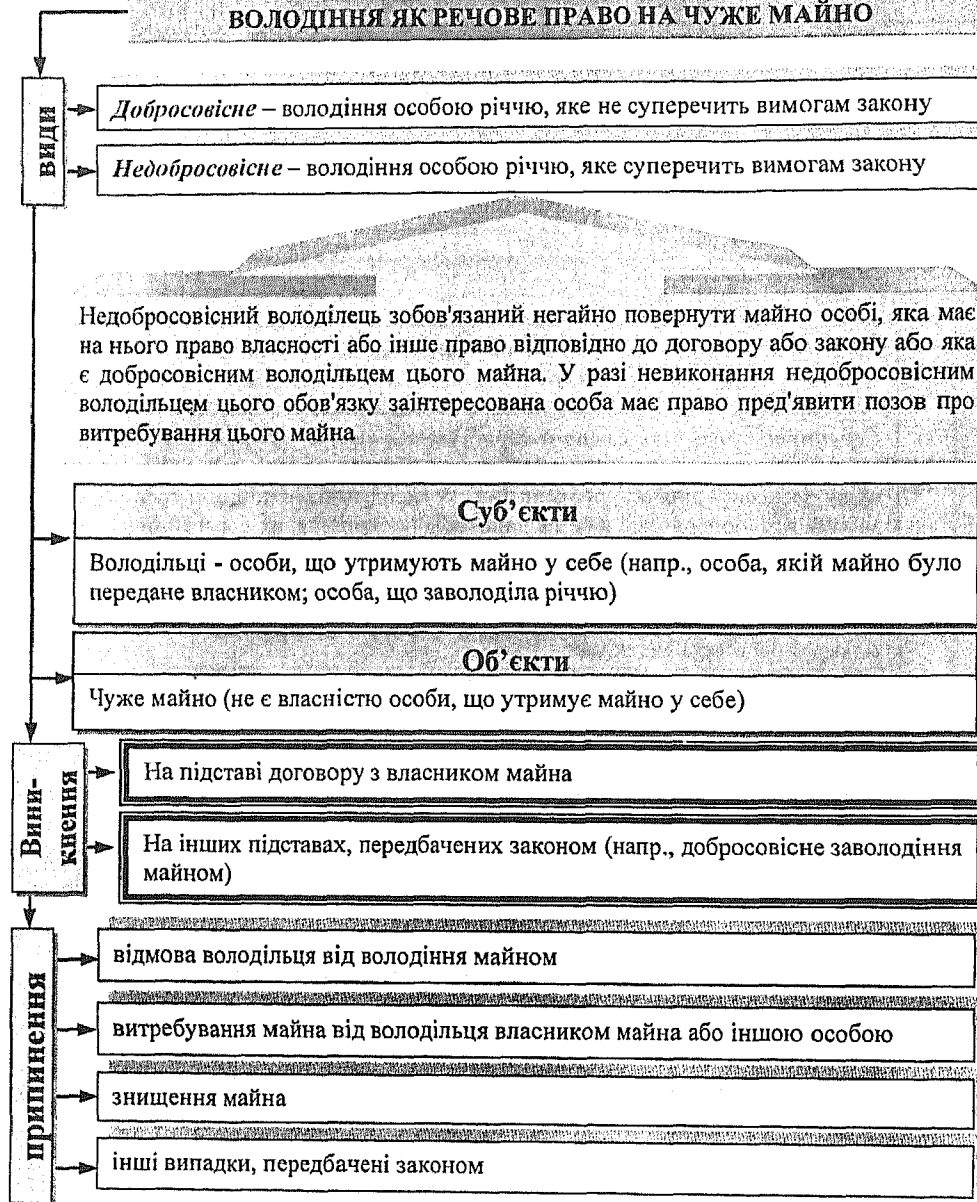 ВОЛОДІННЯ ЯК РЕЧОВЕ ПРАВО НА ЧУЖЕ МАЙНО
види
Добросовісне – володіння особою річчю, яке не суперечить вимогам закону
Недобросовісне – володіння особою річчю, яке суперечить вимогам закону
Недобросовісний володілець зобов'язаний негайно повернути майно особі, яка має
на нього право власності або інше право відповідно до договору або закону або яка
є добросовісним володільцем цього майна. У разі невиконання недобросовісним
володільцем цього обов'язку заінтересована особа має право пред'явити позов про
витребування цього майна
Суб’єкти
Володільці - особи, що утримують майно у себе (напр., особа, якій майно було
передане власником; особа, що заволоділа річчю)
Об’єкти
Чуже майно (не є власністю особи, що утримує майно у себе)
Вини-
кнення
На підставі договору з власником майна
На інших підставах, передбачених законом (напр., добросовісне заволодіння
майном)
припинення
відмова володільця від володіння майном
витребування майна від володільця власником майна або іншою особою
знищення майна
інші випадки, передбачені законом